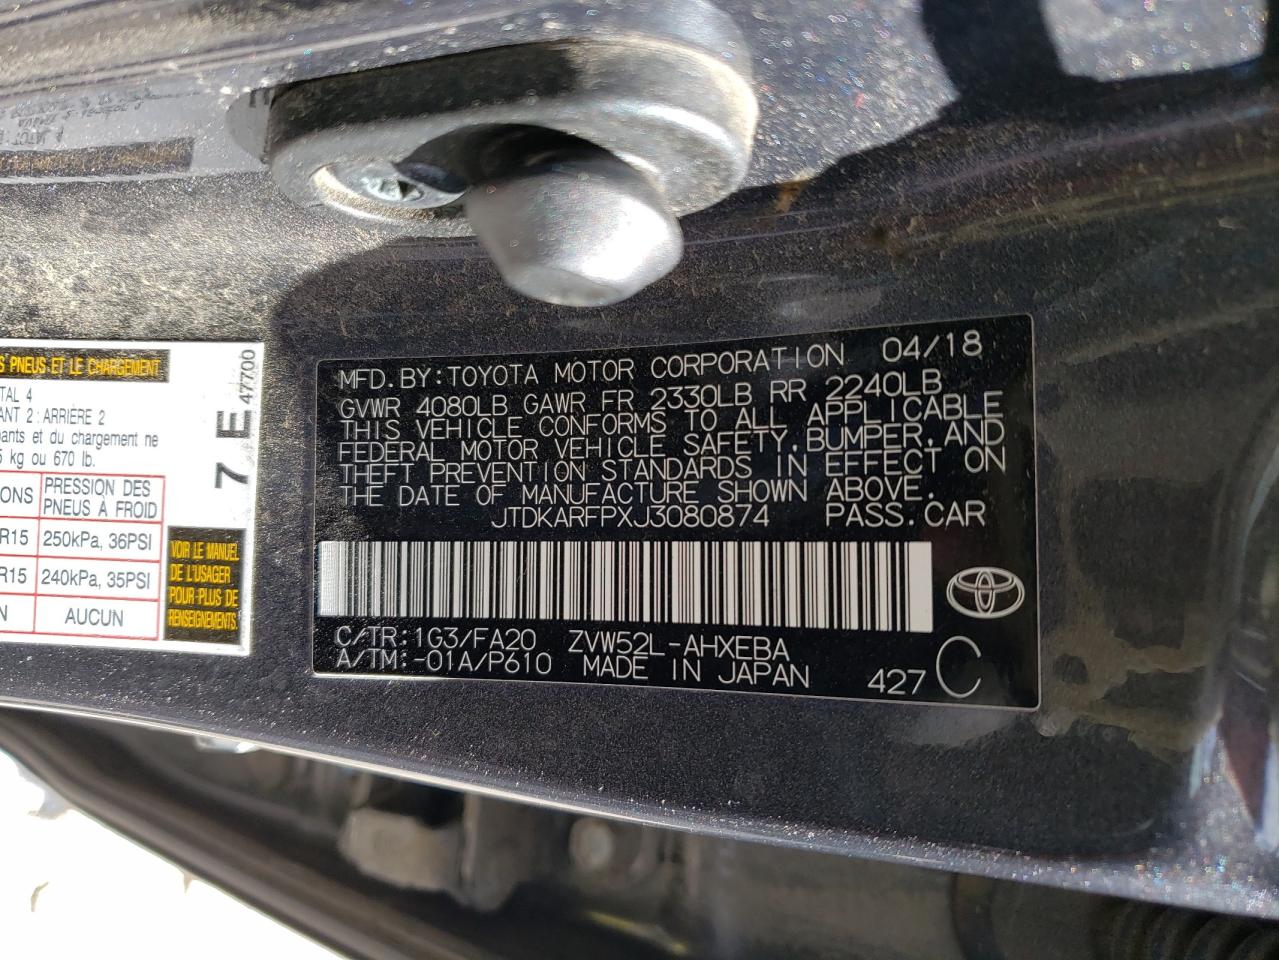 S PNEUS ET LE CHARGEMENT
TAL 4
ANT 2 : ARRIÈRE 2
pants et du chargement ne
5 kg ou 670 lb.
7 E
47700
ONS PRESSION DES PNEUS À FROID
R15 250kPa, 36PSI
R15 240kPa, 35PSI
N AUCUN
VOIR LE MANUEL
DE L'USAGER
POUR PLUS DE
RENSEIGNEMENTS
MFD. BY: TOYOTA MOTOR CORPORATION 04/18
GVWR 4080LB GAWR FR 2330LB RR 2240LB
THIS VEHICLE CONFORMS TO ALL APPLICABLE
FEDERAL MOTOR VEHICLE SAFETY, BUMPER, AND
THEFT PREVENTION STANDARDS IN EFFECT ON
THE DATE OF MANUFACTURE SHOWN ABOVE.
JTDKARFPXJ3080874 PASS. CAR
C/TR: 1G3/FA20 ZVW52L-AHXEBA
A/TM: -01A/P610 MADE IN JAPAN 427 C